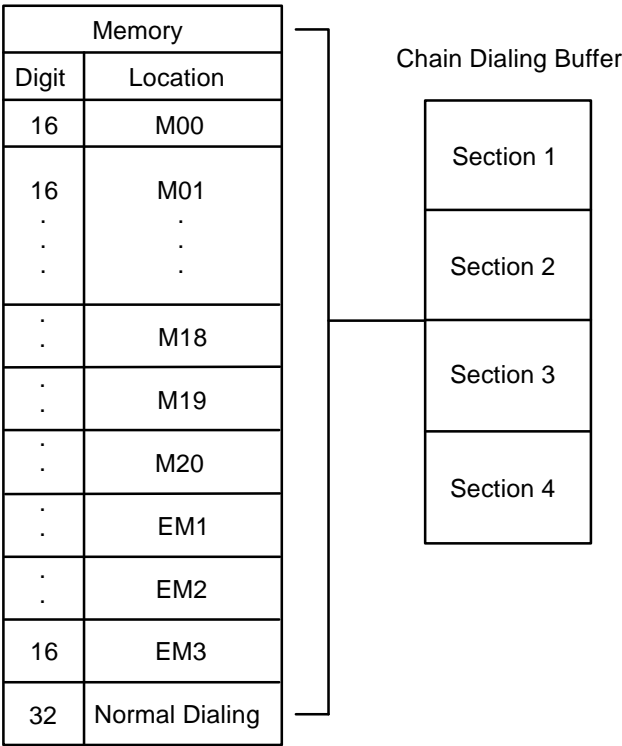 Memory
Chain Dialing Buffer
Digit Location
16 M00
16 M01
. .
. .
. .
: M18
: M19
: M20
: EM1
: EM2
16 EM3
32 Normal Dialing
Section 1
Section 2
Section 3
Section 4